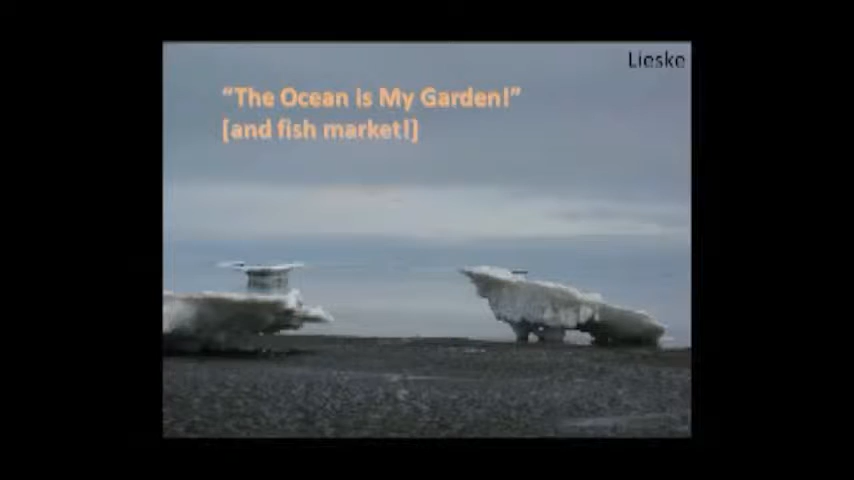 Lieske
“The Ocean is My Garden!”
[and fish market!]